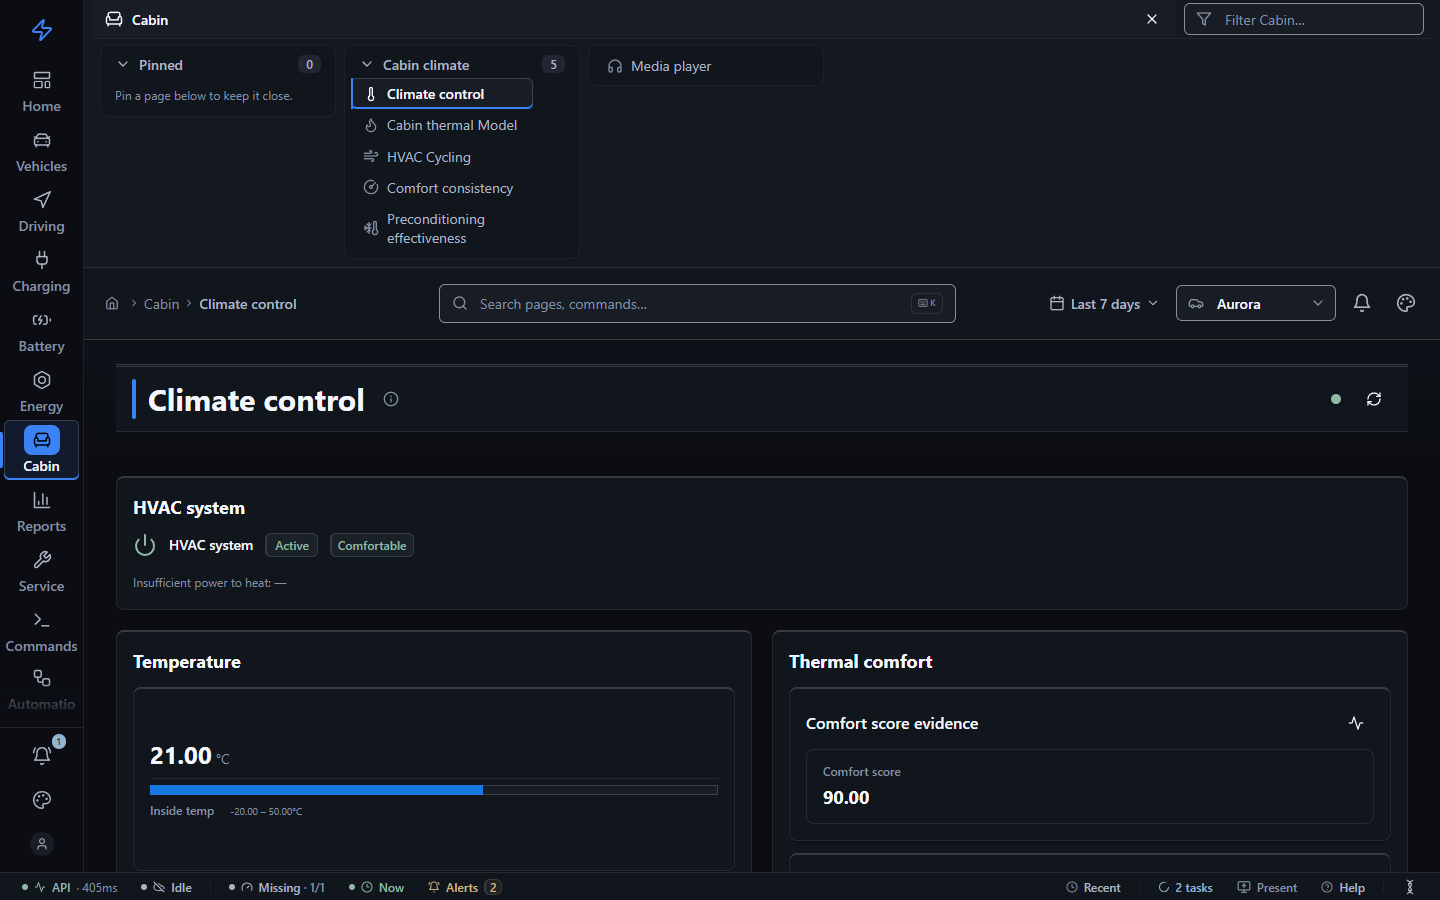 Home
Vehicles
Driving
Charging
Battery
Energy
Cabin
Reports
Service
Commands
Automatio
1
Cabin
Filter Cabin...
Pinned 0
Pin a page below to keep it close.
Cabin climate 5
Climate control
Cabin thermal Model
HVAC Cycling
Comfort consistency
Preconditioning
effectiveness
Media player
Cabin > Climate control
Search pages, commands...
K
Last 7 days
Aurora
Climate control
HVAC system
HVAC system Active Comfortable
Insufficient power to heat: —
Temperature
21.00 °C
Inside temp -20.00 – 50.00°C
Thermal comfort
Comfort score evidence
Comfort score
90.00
API · 405ms Idle Missing · 1/1 Now Alerts 2 Recent 2 tasks Present Help